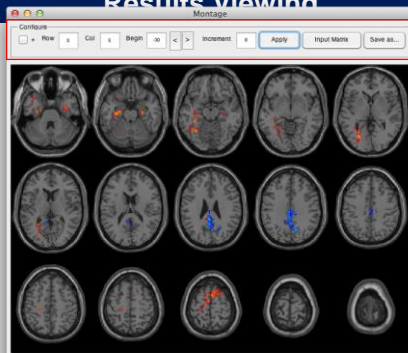 Results Viewing
Montage
Configure
+ Row Col Begin -30 < > Increment Apply Input Matrix Save as...